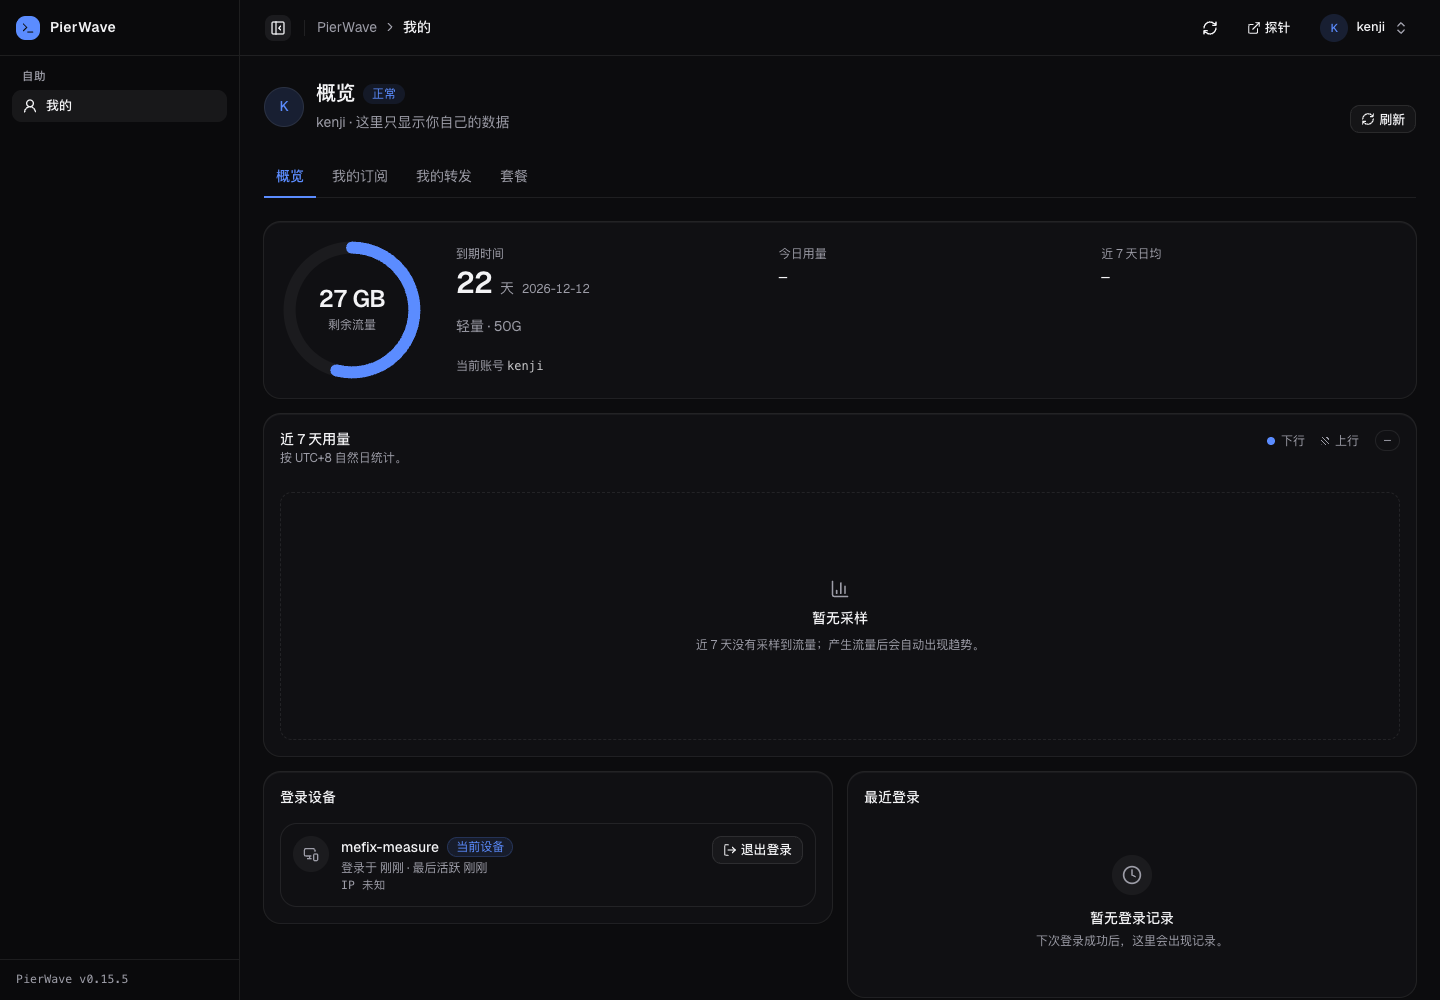 PierWave
自助
我的
PierWave v0.15.5
PierWave > 我的
探针
K kenji
K
概览 正常
kenji · 这里只显示你自己的数据
刷新
概览 我的订阅 我的转发 套餐
27 GB
剩余流量
到期时间
22 天 2026-12-12
轻量 · 50G
当前账号 kenji
今日用量
–
近 7 天日均
–
近 7 天用量
按 UTC+8 自然日统计。
下行 上行 –
暂无采样
近 7 天没有采样到流量；产生流量后会自动出现趋势。
登录设备
mefix-measure 当前设备
登录于 刚刚 · 最后活跃 刚刚
IP 未知
退出登录
最近登录
暂无登录记录
下次登录成功后，这里会出现记录。